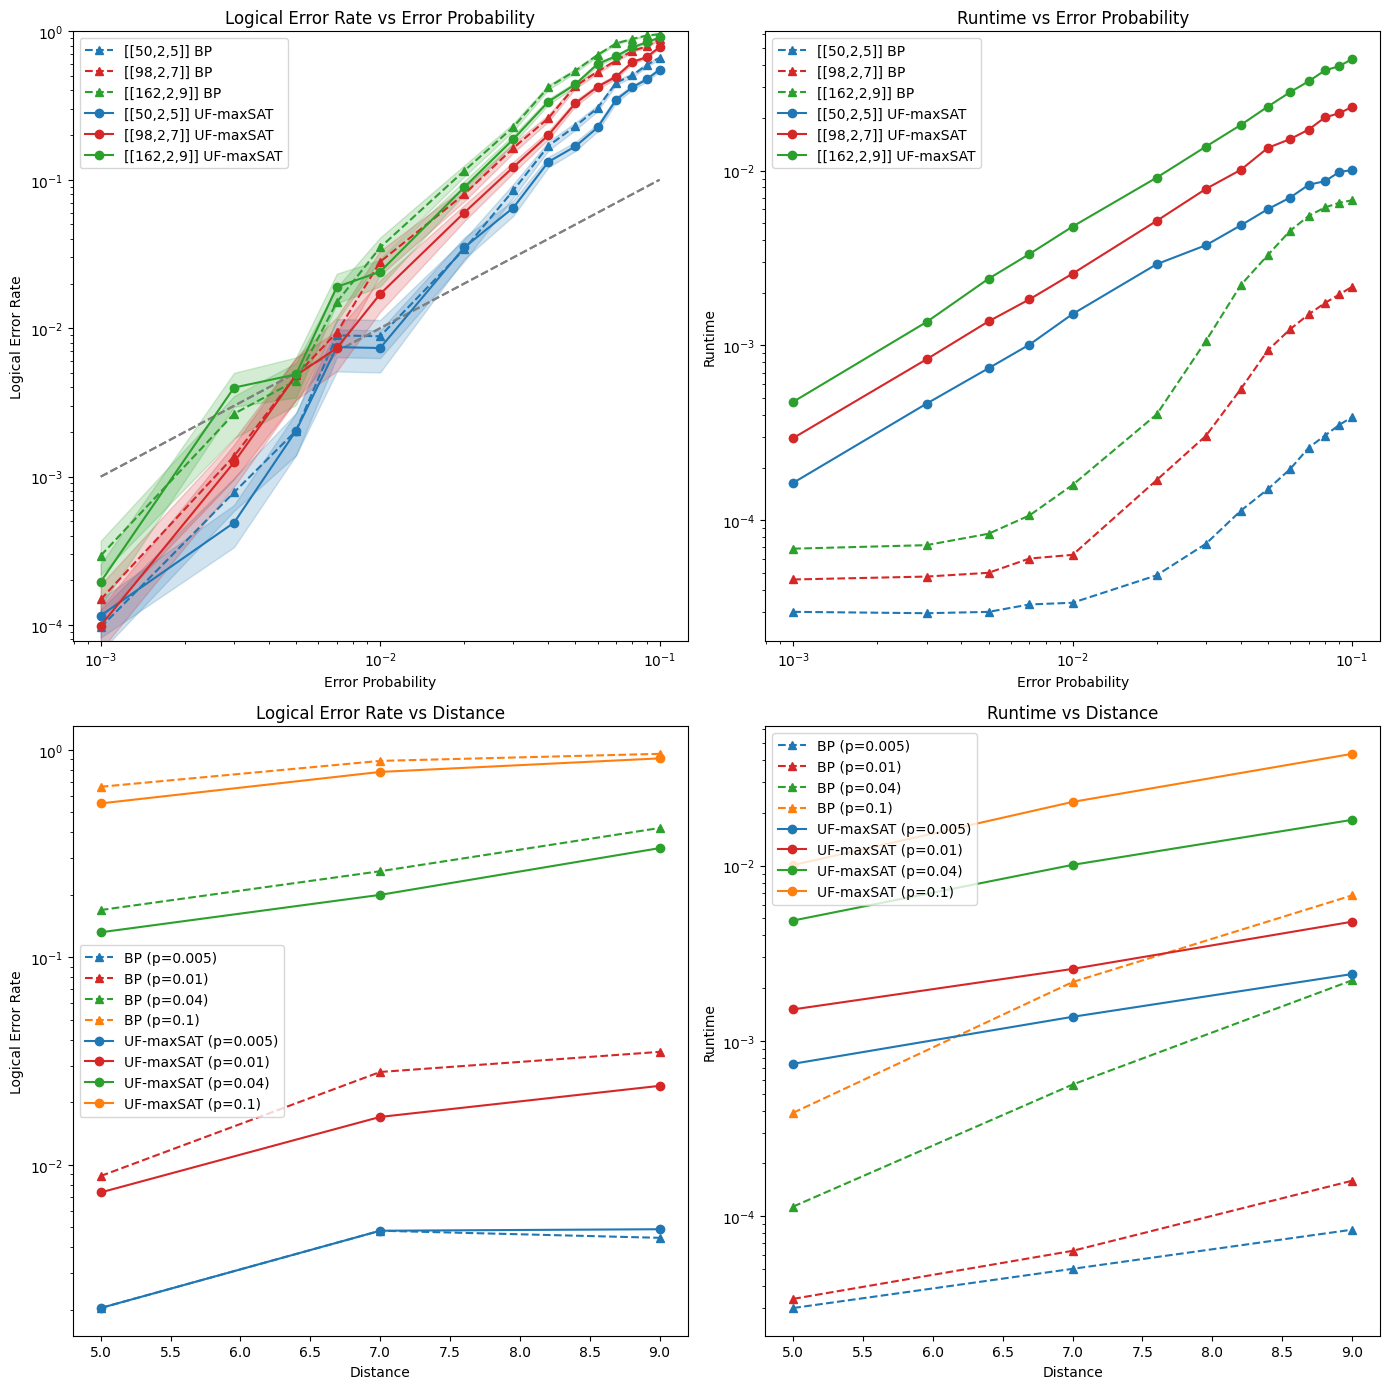 Logical Error Rate vs Error Probability
[[50,2,5]] BP
[[98,2,7]] BP
[[162,2,9]] BP
[[50,2,5]] UF-maxSAT
[[98,2,7]] UF-maxSAT
[[162,2,9]] UF-maxSAT
10⁰
10⁻¹
10⁻²
10⁻³
10⁻⁴
Logical Error Rate
10⁻³ 10⁻² 10⁻¹
Error Probability
Runtime vs Error Probability
[[50,2,5]] BP
[[98,2,7]] BP
[[162,2,9]] BP
[[50,2,5]] UF-maxSAT
[[98,2,7]] UF-maxSAT
[[162,2,9]] UF-maxSAT
10⁻²
10⁻³
10⁻⁴
Runtime
10⁻³ 10⁻² 10⁻¹
Error Probability
Logical Error Rate vs Distance
10⁰
10⁻¹
10⁻²
Logical Error Rate
BP (p=0.005)
BP (p=0.01)
BP (p=0.04)
BP (p=0.1)
UF-maxSAT (p=0.005)
UF-maxSAT (p=0.01)
UF-maxSAT (p=0.04)
UF-maxSAT (p=0.1)
5.0 5.5 6.0 6.5 7.0 7.5 8.0 8.5 9.0
Distance
Runtime vs Distance
BP (p=0.005)
BP (p=0.01)
BP (p=0.04)
BP (p=0.1)
UF-maxSAT (p=0.005)
UF-maxSAT (p=0.01)
UF-maxSAT (p=0.04)
UF-maxSAT (p=0.1)
10⁻²
10⁻³
10⁻⁴
Runtime
5.0 5.5 6.0 6.5 7.0 7.5 8.0 8.5 9.0
Distance